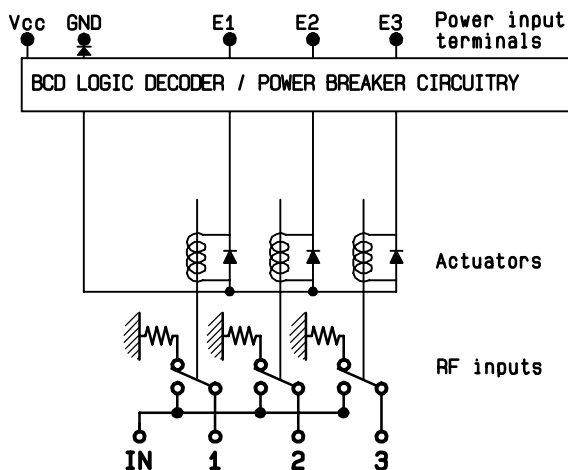 Vcc GND E1 E2 E3 Power input
terminals
BCD LOGIC DECODER / POWER BREAKER CIRCUITRY
Actuators
RF inputs
IN 1 2 3